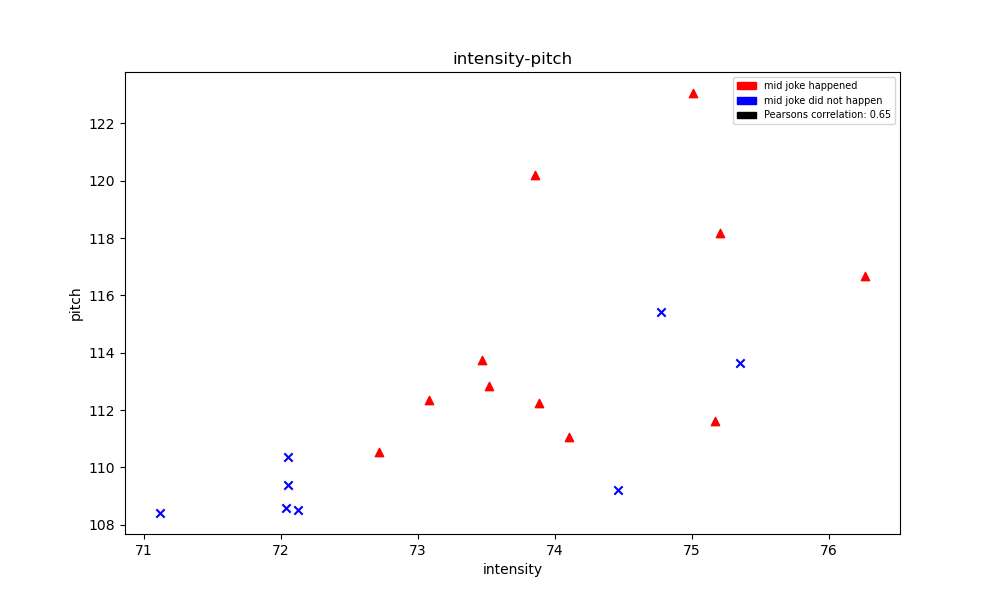 intensity-pitch
mid joke happened
mid joke did not happen
Pearsons correlation: 0.65
122
120
118
116
114
112
110
108
pitch
71 72 73 74 75 76
intensity